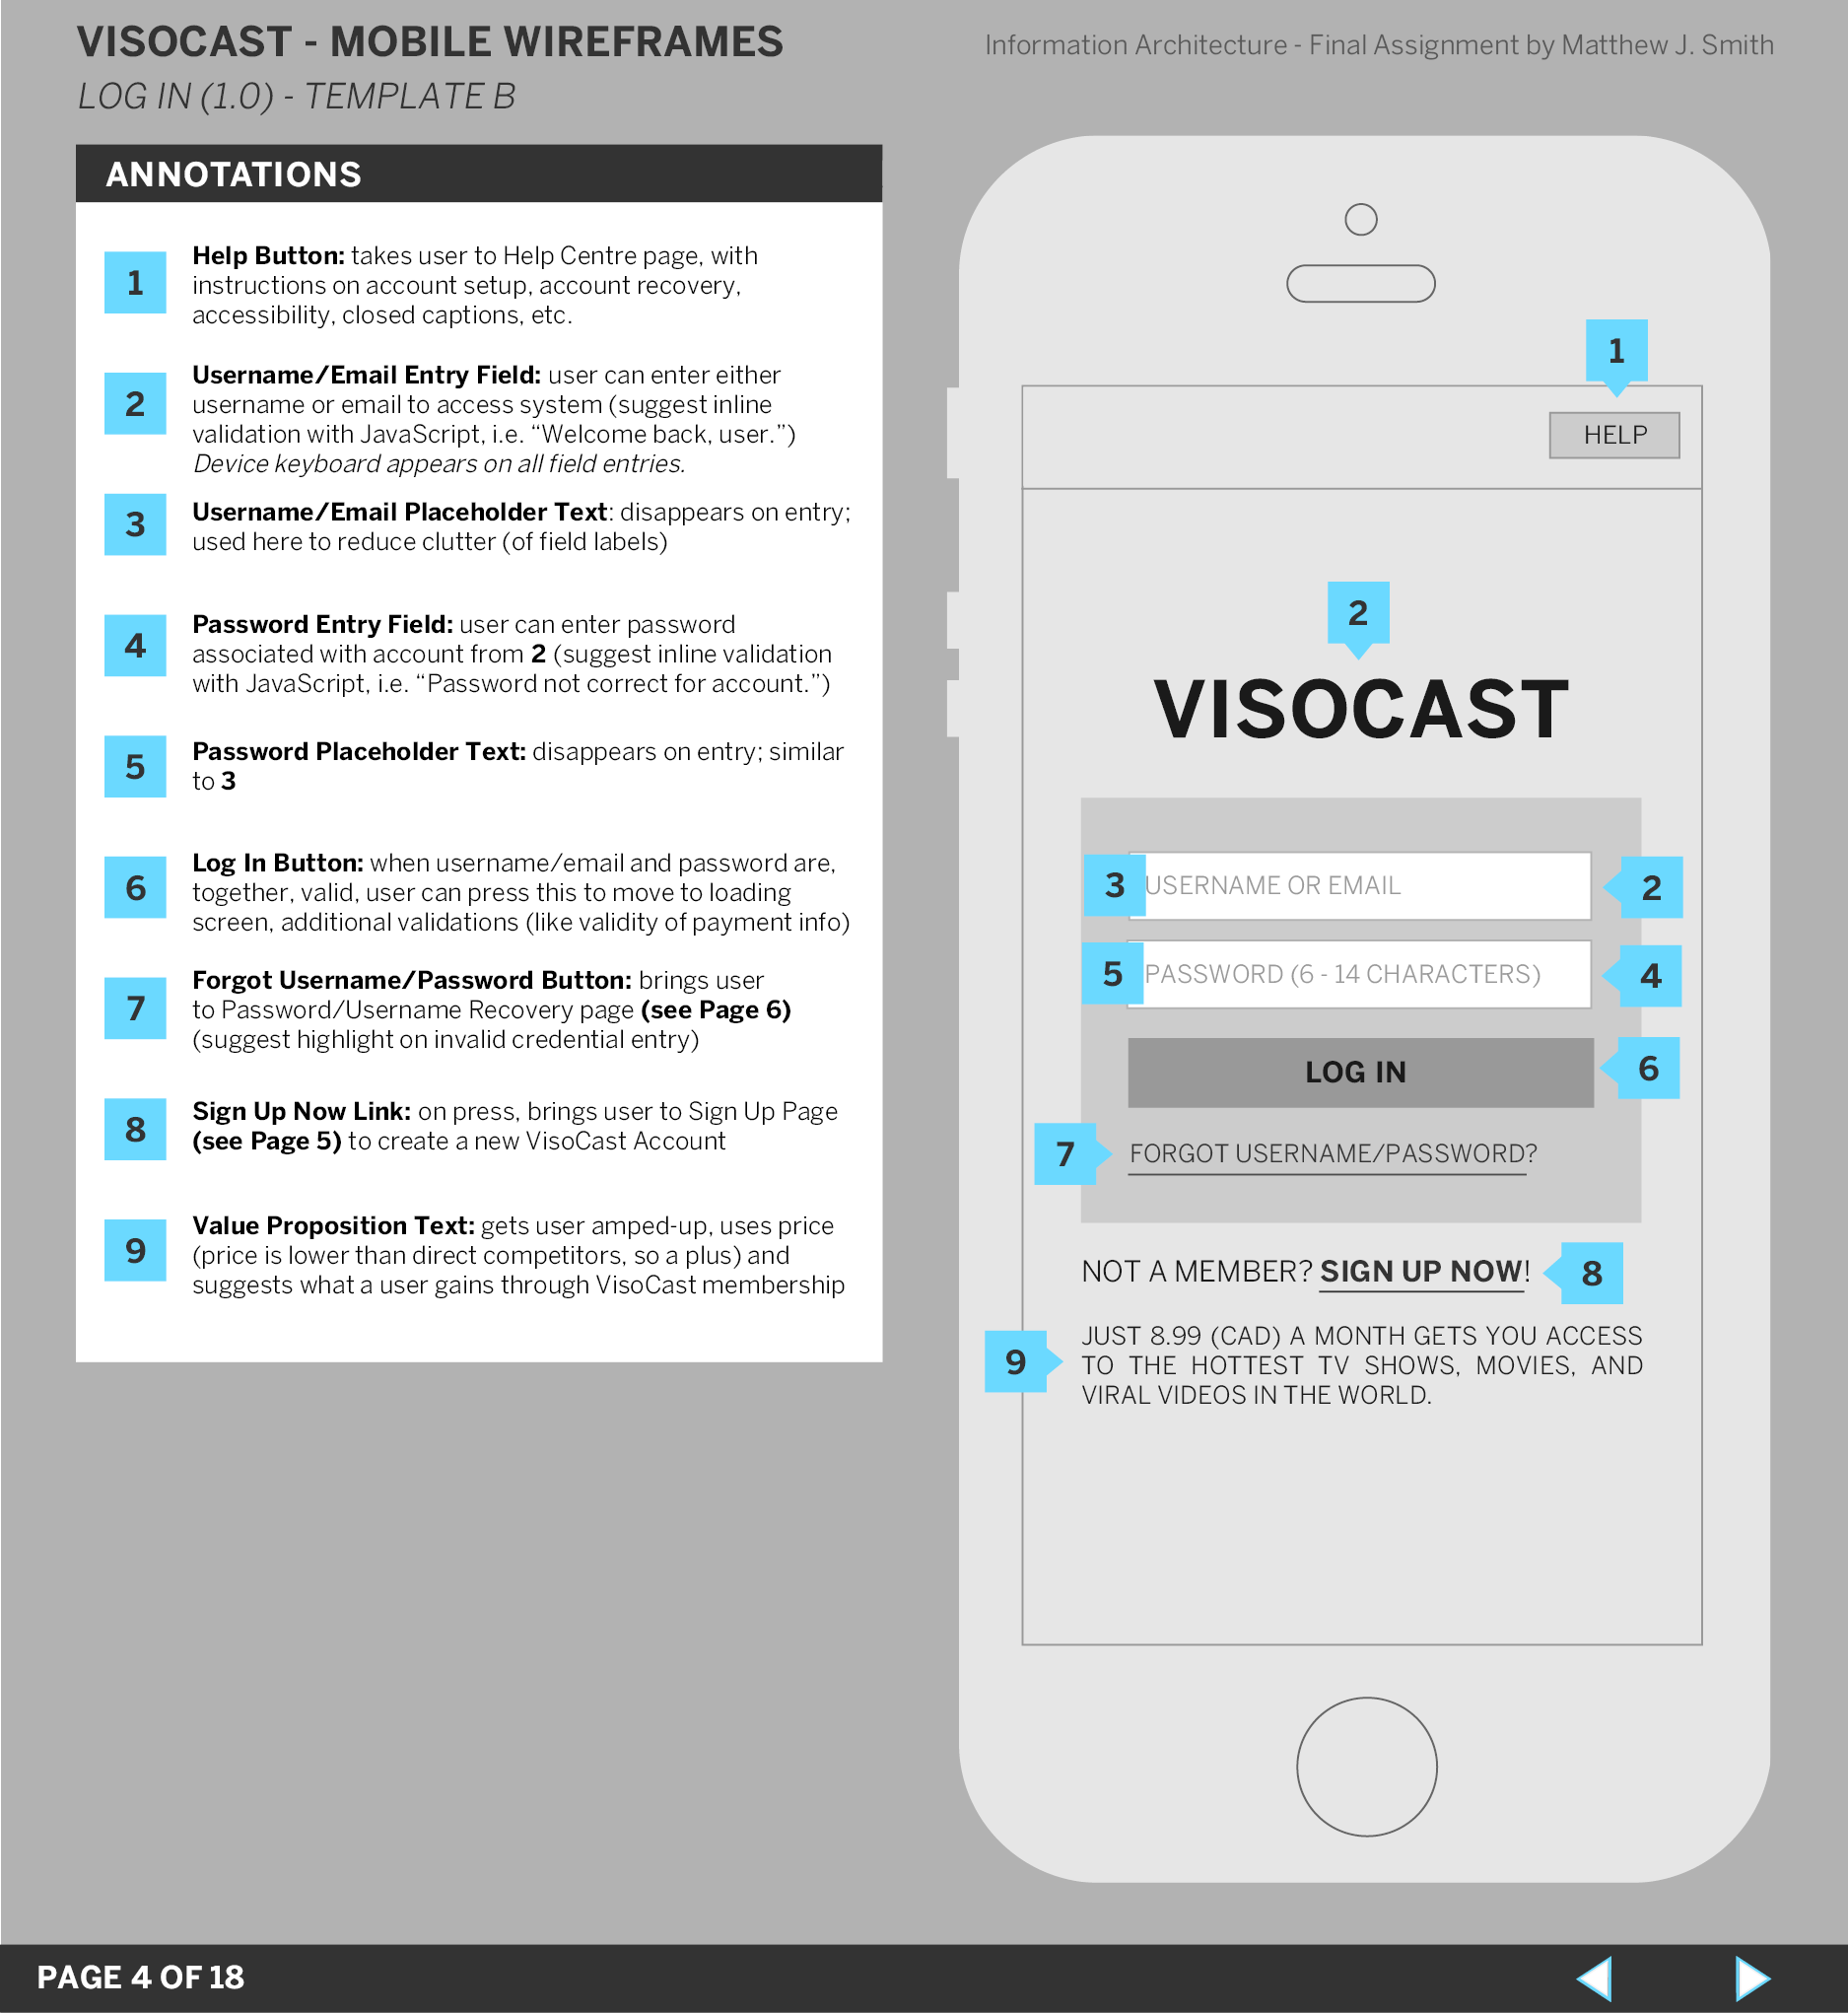 VISOCAST - MOBILE WIREFRAMES
Information Architecture - Final Assignment by Matthew J. Smith
LOG IN (1.0) - TEMPLATE B
ANNOTATIONS
1
Help Button: takes user to Help Centre page, with
instructions on account setup, account recovery,
accessibility, closed captions, etc.
2
Username/Email Entry Field: user can enter either
username or email to access system (suggest inline
validation with JavaScript, i.e. “Welcome back, user.”)
Device keyboard appears on all field entries.
3
Username/Email Placeholder Text: disappears on entry;
used here to reduce clutter (of field labels)
4
Password Entry Field: user can enter password
associated with account from 2 (suggest inline validation
with JavaScript, i.e. “Password not correct for account.”)
5
Password Placeholder Text: disappears on entry; similar
to 3
6
Log In Button: when username/email and password are,
together, valid, user can press this to move to loading
screen, additional validations (like validity of payment info)
7
Forgot Username/Password Button: brings user
to Password/Username Recovery page (see Page 6)
(suggest highlight on invalid credential entry)
8
Sign Up Now Link: on press, brings user to Sign Up Page
(see Page 5) to create a new VisoCast Account
9
Value Proposition Text: gets user amped-up, uses price
(price is lower than direct competitors, so a plus) and
suggests what a user gains through VisoCast membership
1
HELP
2
VISOCAST
3 USERNAME OR EMAIL 2
5 PASSWORD (6 - 14 CHARACTERS) 4
LOG IN 6
7 FORGOT USERNAME/PASSWORD?
NOT A MEMBER? SIGN UP NOW! 8
9
JUST 8.99 (CAD) A MONTH GETS YOU ACCESS
TO THE HOTTEST TV SHOWS, MOVIES, AND
VIRAL VIDEOS IN THE WORLD.
PAGE 4 OF 18